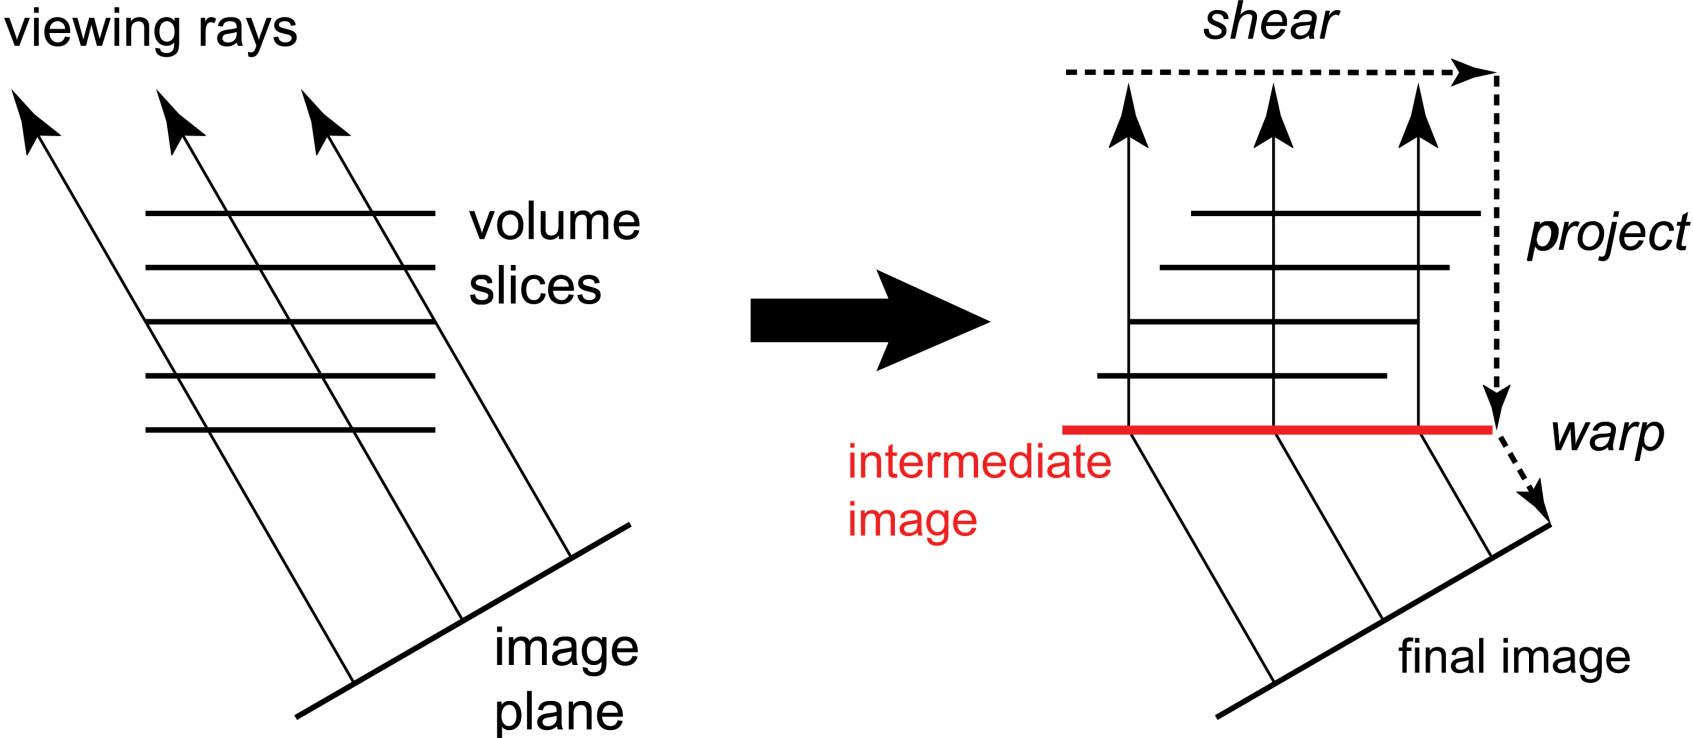 viewing rays
volume
slices
image
plane
shear
project
warp
intermediate
image
final image